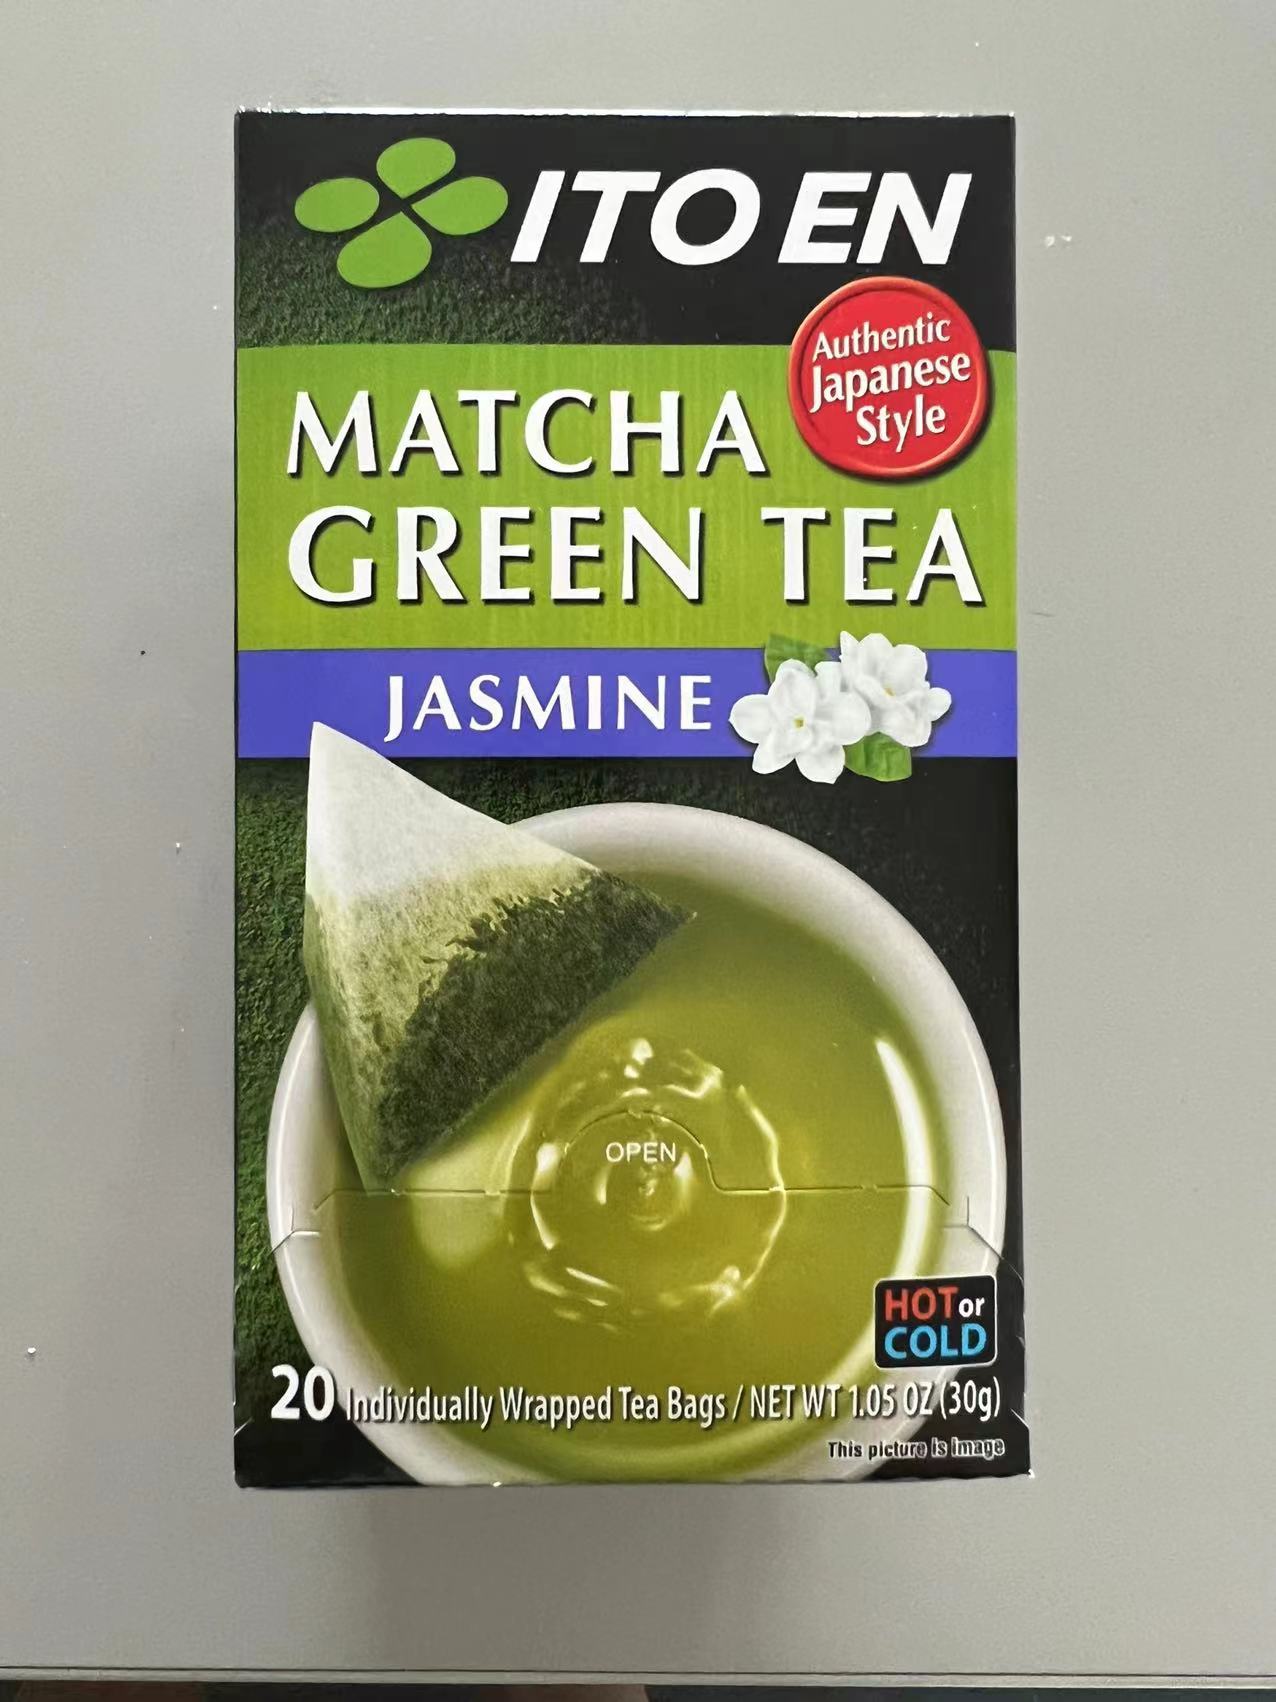 ITO EN
Authentic
Japanese
Style
MATCHA
GREEN TEA
JASMINE
OPEN
HOT or
COLD
20 Individually Wrapped Tea Bags / NET WT 1.05 OZ (30g)
This picture is image